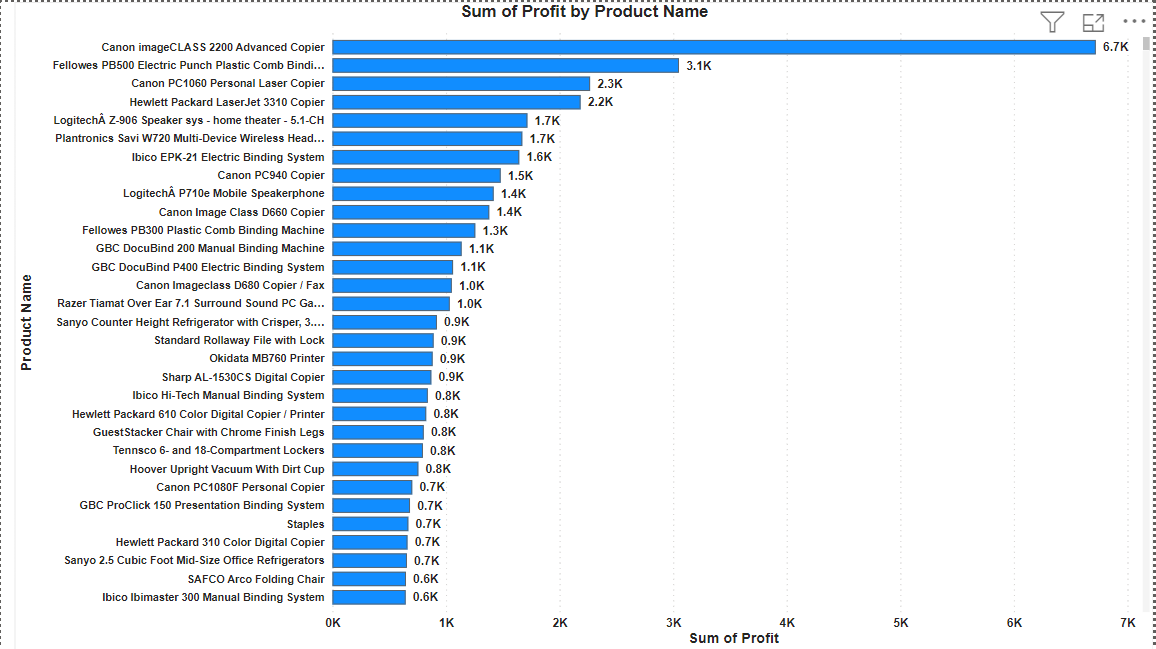 Sum of Profit by Product Name
Canon imageCLASS 2200 Advanced Copier 6.7K
Fellowes PB500 Electric Punch Plastic Comb Bindi... 3.1K
Canon PC1060 Personal Laser Copier 2.3K
Hewlett Packard LaserJet 3310 Copier 2.2K
LogitechÂ Z-906 Speaker sys - home theater - 5.1-CH 1.7K
Plantronics Savi W720 Multi-Device Wireless Head... 1.7K
Ibico EPK-21 Electric Binding System 1.6K
Canon PC940 Copier 1.5K
LogitechÂ P710e Mobile Speakerphone 1.4K
Canon Image Class D660 Copier 1.4K
Fellowes PB300 Plastic Comb Binding Machine 1.3K
GBC DocuBind 200 Manual Binding Machine 1.1K
GBC DocuBind P400 Electric Binding System 1.1K
Canon Imageclass D680 Copier / Fax 1.0K
Razer Tiamat Over Ear 7.1 Surround Sound PC Ga... 1.0K
Sanyo Counter Height Refrigerator with Crisper, 3.... 0.9K
Standard Rollaway File with Lock 0.9K
Okidata MB760 Printer 0.9K
Sharp AL-1530CS Digital Copier 0.9K
Ibico Hi-Tech Manual Binding System 0.8K
Hewlett Packard 610 Color Digital Copier / Printer 0.8K
GuestStacker Chair with Chrome Finish Legs 0.8K
Tennsco 6- and 18-Compartment Lockers 0.8K
Hoover Upright Vacuum With Dirt Cup 0.8K
Canon PC1080F Personal Copier 0.7K
GBC ProClick 150 Presentation Binding System 0.7K
Staples 0.7K
Hewlett Packard 310 Color Digital Copier 0.7K
Sanyo 2.5 Cubic Foot Mid-Size Office Refrigerators 0.7K
SAFCO Arco Folding Chair 0.6K
Ibico Ibimaster 300 Manual Binding System 0.6K
Product Name
0K 1K 2K 3K 4K 5K 6K 7K
Sum of Profit